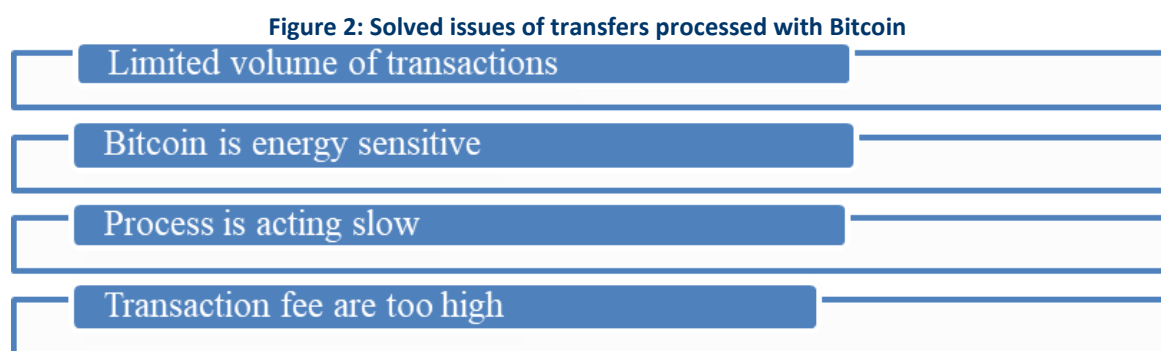 Figure 2: Solved issues of transfers processed with Bitcoin
Limited volume of transactions
Bitcoin is energy sensitive
Process is acting slow
Transaction fee are too high